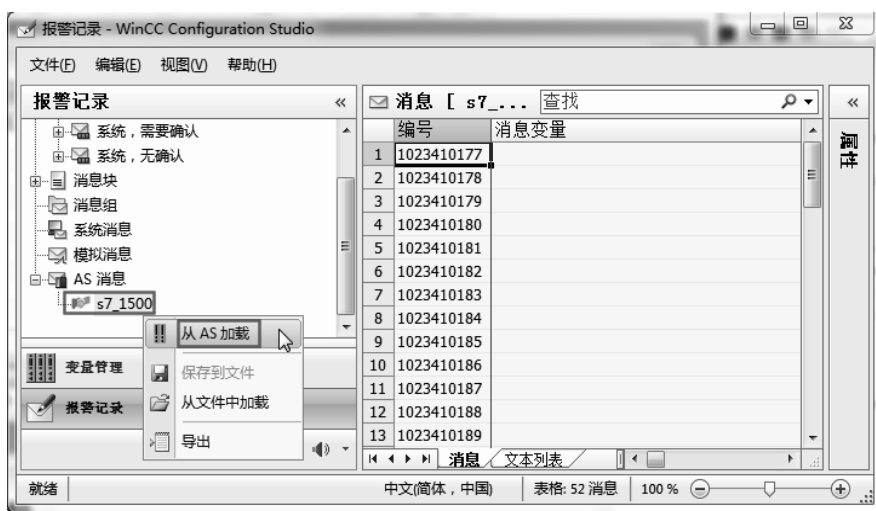 报警记录 - WinCC Configuration Studio
文件(F) 编辑(E) 视图(V) 帮助(H)
报警记录 «
系统，需要确认
系统，无确认
消息块
消息组
系统消息
模拟消息
AS 消息
s7_1500
从 AS 加载
保存到文件
从文件中加载
导出
变量管理
报警记录
消息 [ s7_... 查找
编号 消息变量
1 1023410177
2 1023410178
3 1023410179
4 1023410180
5 1023410181
6 1023410182
7 1023410183
8 1023410184
9 1023410185
10 1023410186
11 1023410187
12 1023410188
13 1023410189
消息 文本列表
«
属性
就绪 中文(简体，中国) 表格: 52 消息 100 %